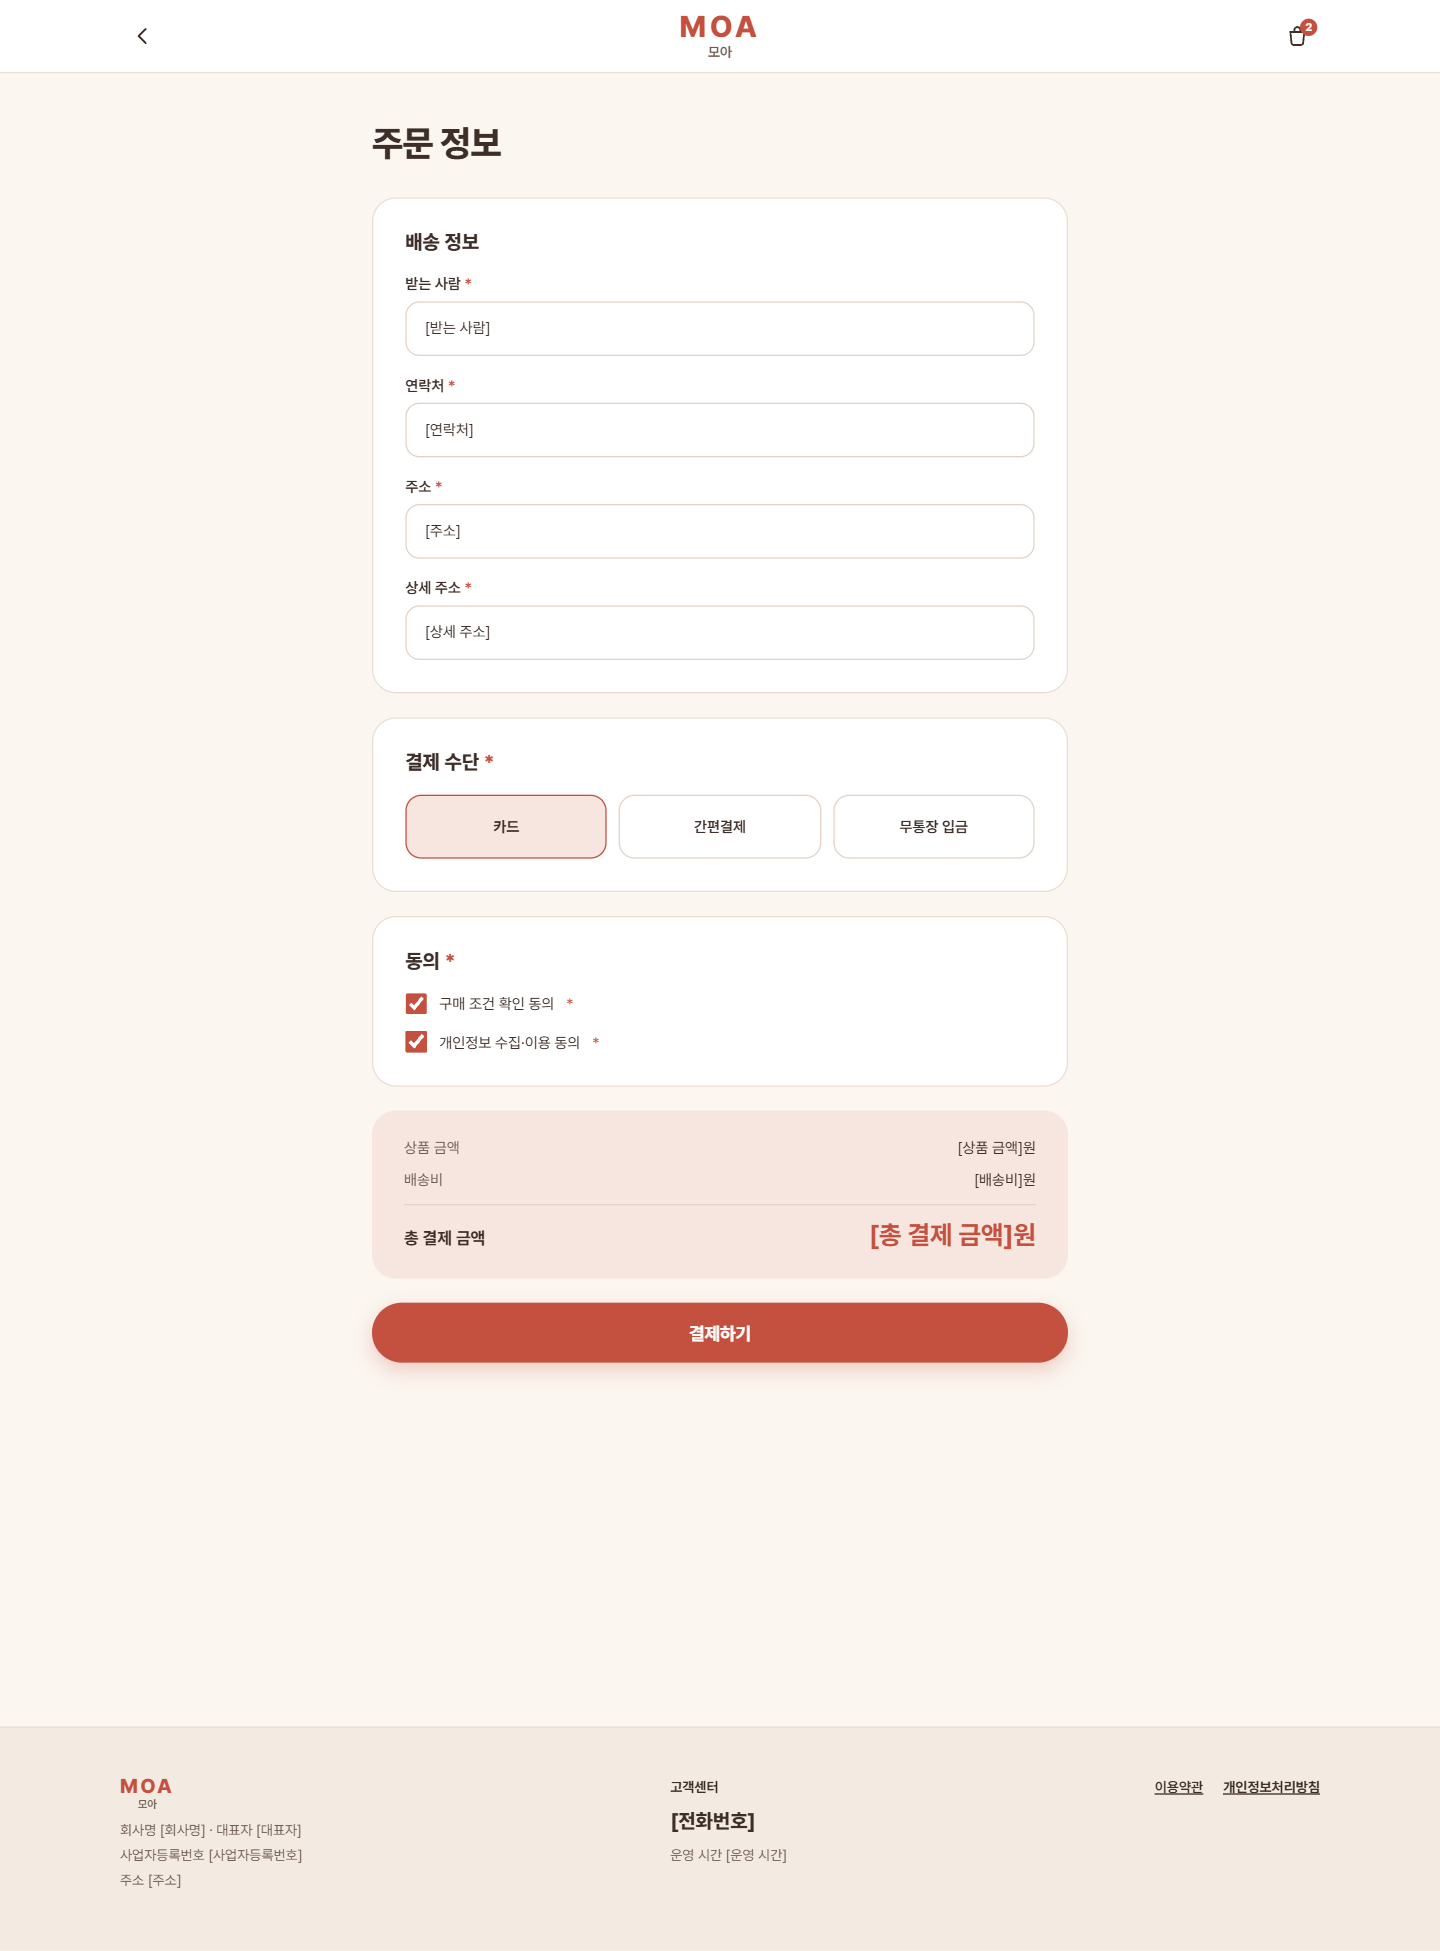 MOA
모아
2
주문 정보
배송 정보
받는 사람 *
[받는 사람]
연락처 *
[연락처]
주소 *
[주소]
상세 주소 *
[상세 주소]
결제 수단 *
카드
간편결제
무통장 입금
동의 *
구매 조건 확인 동의 *
개인정보 수집·이용 동의 *
상품 금액 [상품 금액]원
배송비 [배송비]원
총 결제 금액 [총 결제 금액]원
결제하기
MOA
모아
회사명 [회사명] · 대표자 [대표자]
사업자등록번호 [사업자등록번호]
주소 [주소]
고객센터
[전화번호]
운영 시간 [운영 시간]
이용약관 개인정보처리방침